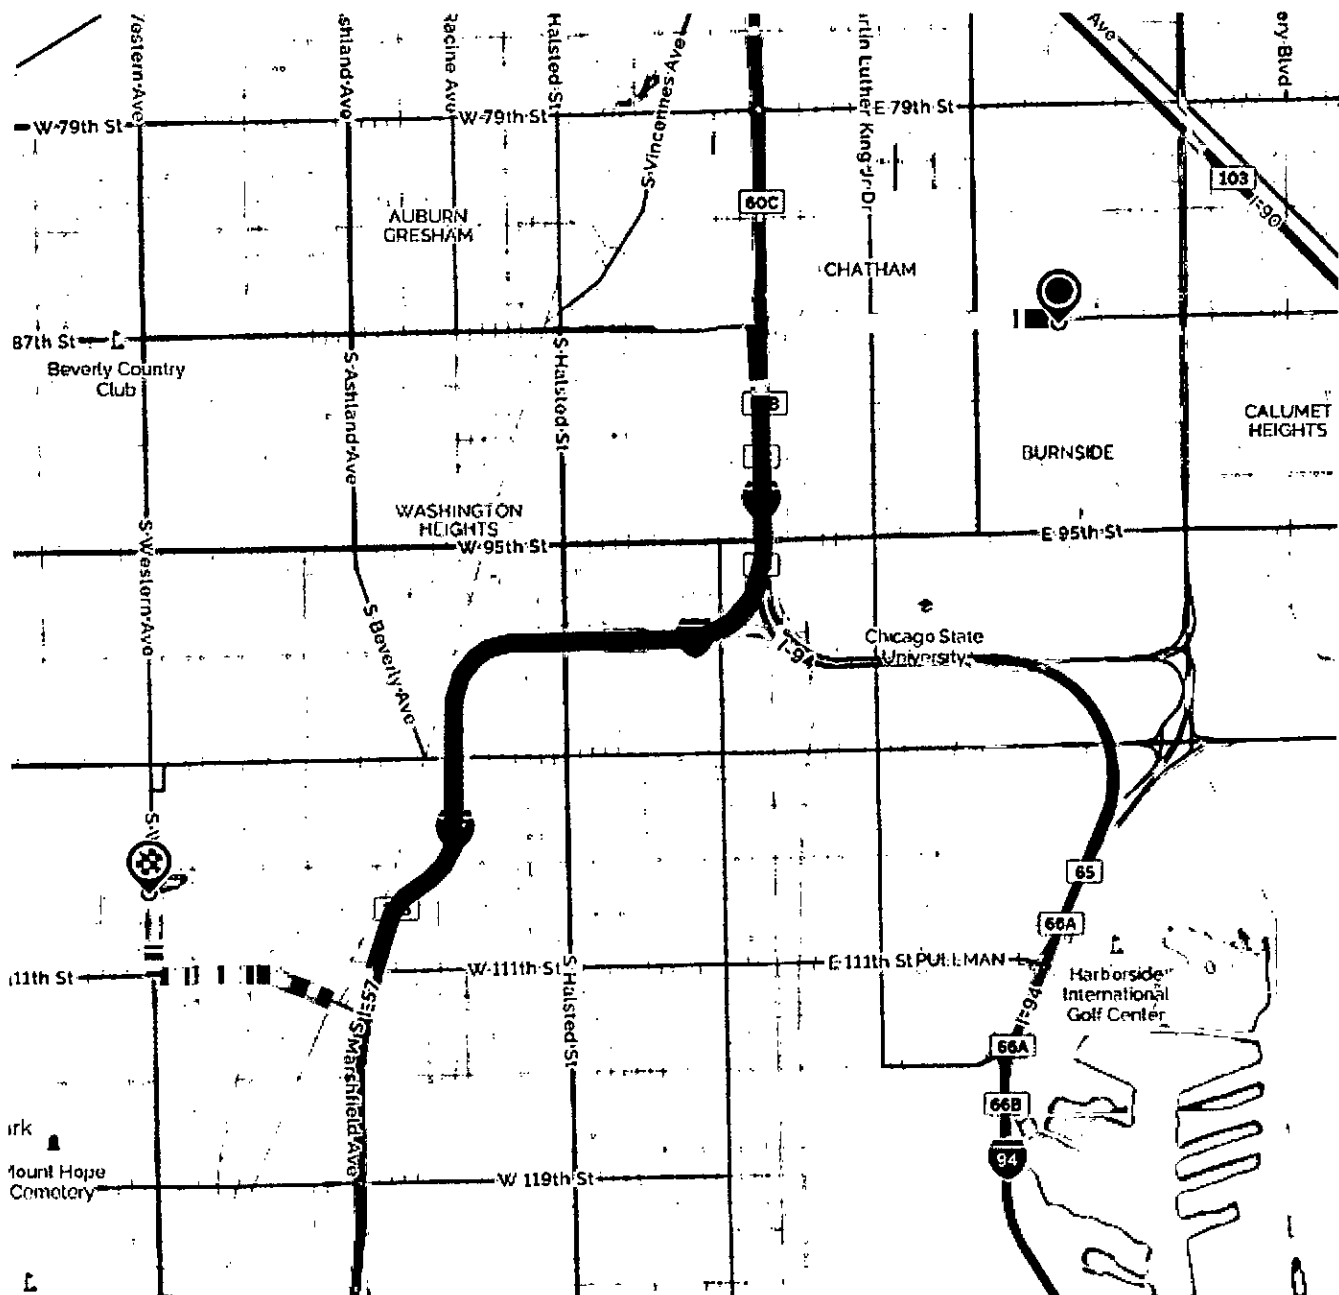 S Vincennes Ave
Halsted St
Racine Ave
Ave
W 79th St
W 79th St
E 79th St
103
I-90
60C
AUBURN
GRESHAM
CHATHAM
87th St
Beverly Country
Club
S Ashland Ave
S Halsted St
CALUMET
HEIGHTS
BURNSIDE
WASHINGTON
HEIGHTS
W 95th St
E 95th St
S Western Ave
S Beverly Ave
Chicago State
University
I-94
65
66A
111th St
W 111th St
E 111th St
PULLMAN
Harborside
International
Golf Center
I-57
I-94
S Halsted St
S Marshfield Ave
66A
66B
94
Mount Hope
Cemetery
W 119th St